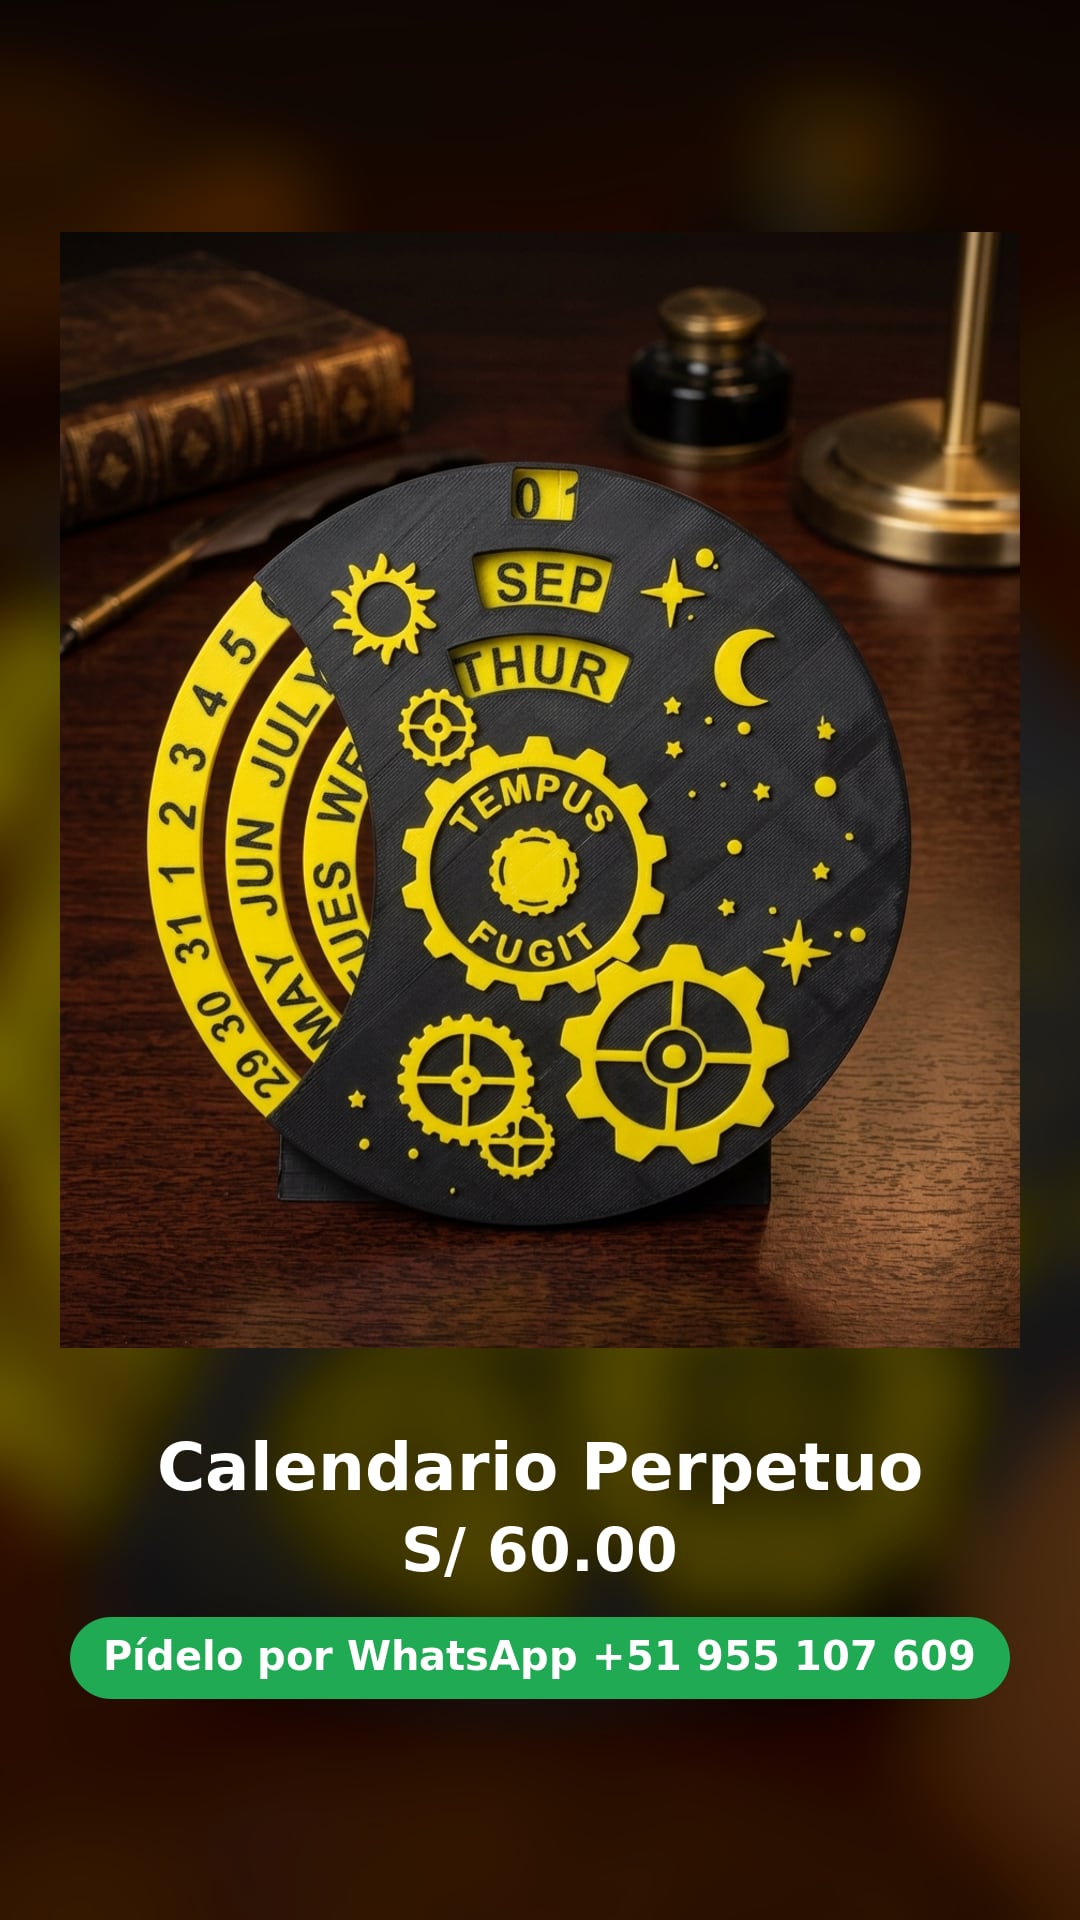 0 1
SEP
THUR
TEMPUS
FUGIT
5
4
3
2
1
31
30
29
JULY
JUN
MAY
TUES
Calendario Perpetuo
S/ 60.00
Pídelo por WhatsApp +51 955 107 609